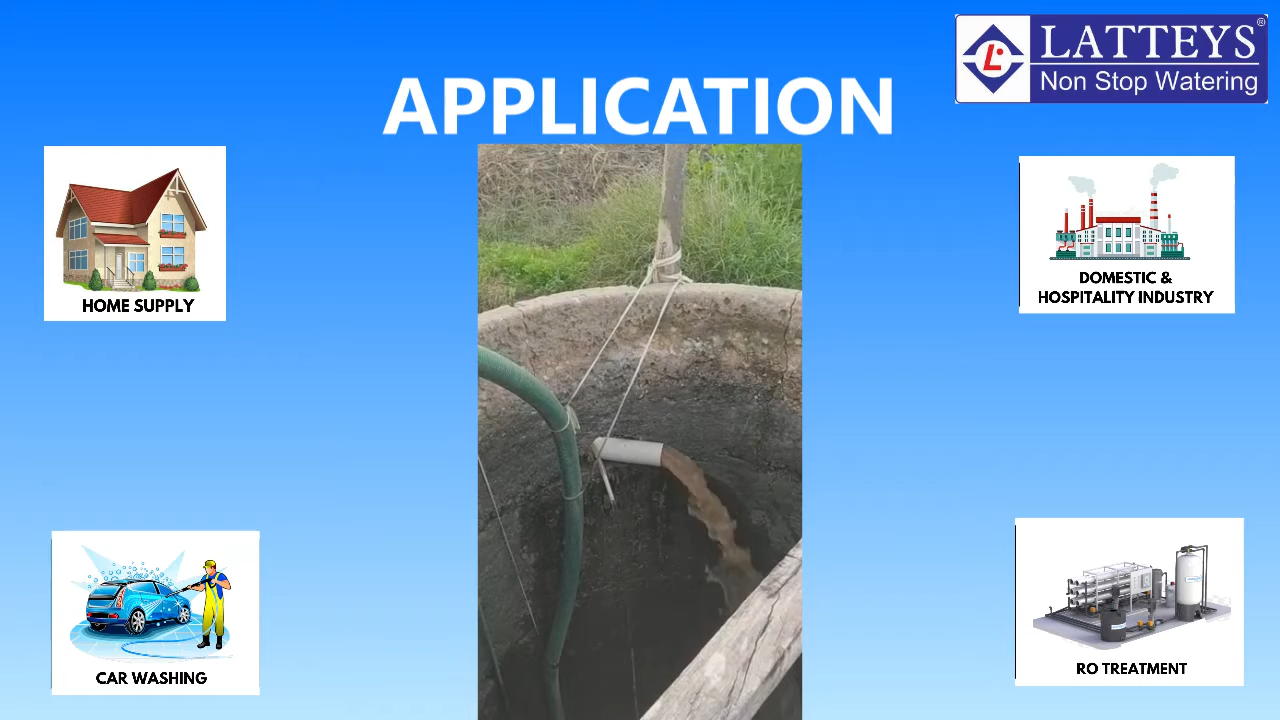 LATTEYS®
Non Stop Watering
APPLICATION
HOME SUPPLY
DOMESTIC &
HOSPITALITY INDUSTRY
CAR WASHING
RO TREATMENT